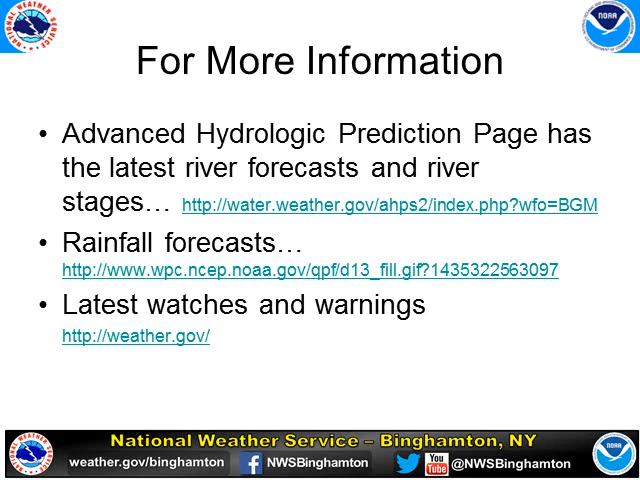 For More Information
• Advanced Hydrologic Prediction Page has
the latest river forecasts and river
stages… http://water.weather.gov/ahps2/index.php?wfo=BGM
• Rainfall forecasts…
http://www.wpc.ncep.noaa.gov/qpf/d13_fill.gif?1435322563097
• Latest watches and warnings
http://weather.gov/
National Weather Service – Binghamton, NY
weather.gov/binghamton f NWSBinghamton You Tube @NWSBinghamton
NATIONAL WEATHER SERVICE
NOAA